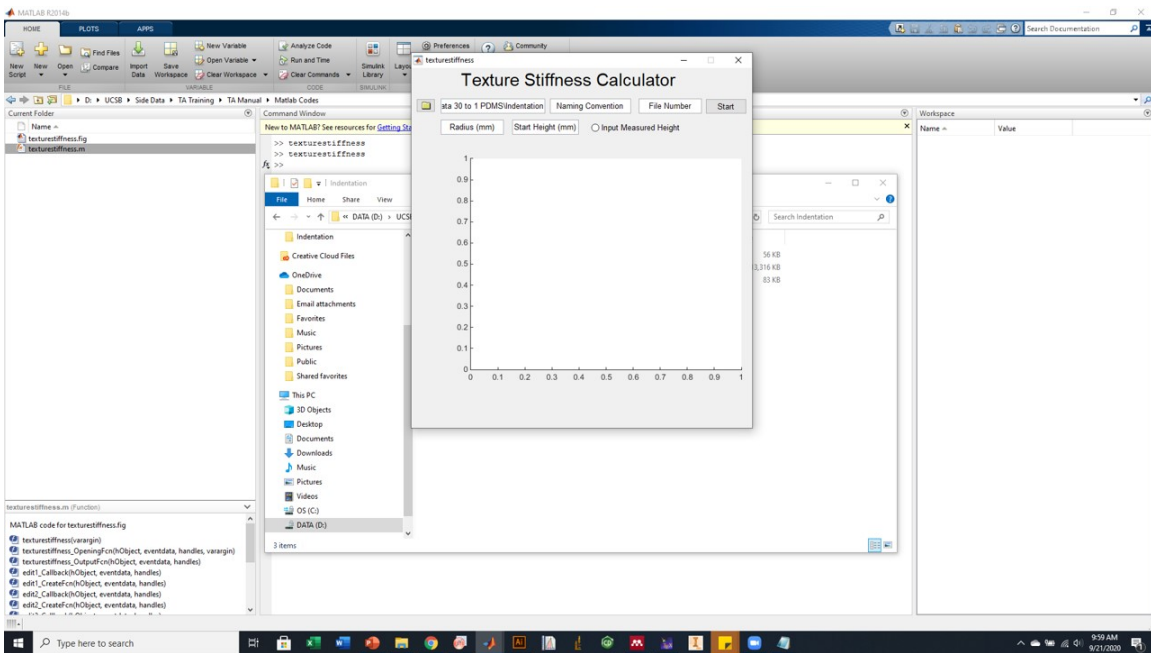 MATLAB R2014b
HOME PLOTS APPS
Search Documentation
New Script
New
Open
Find Files
Compare
Import Data
Save Workspace
New Variable
Open Variable
Clear Workspace
Analyze Code
Run and Time
Clear Commands
Simulink Library
Preferences
Community
FILE VARIABLE CODE SIMULINK
D: UCSB Side Data TA Training TA Manual Matlab Codes
Current Folder
Name
texturestiffness.fig
texturestiffness.m
Command Window
New to MATLAB? See resources for Getting Sta
>> texturestiffness
>> texturestiffness
fx >>
Workspace
Name Value
texturestiffness
Texture Stiffness Calculator
ata 30 to 1 PDMS\Indentation Naming Convention File Number Start
Radius (mm) Start Height (mm) Input Measured Height
1
0.9
0.8
0.7
0.6
0.5
0.4
0.3
0.2
0.1
0
0 0.1 0.2 0.3 0.4 0.5 0.6 0.7 0.8 0.9 1
Indentation
File Home Share View
« DATA (D:) UCS
Search Indentation
Indentation
Creative Cloud Files
OneDrive
Documents
Email attachments
Favorites
Music
Pictures
Public
Shared favorites
This PC
3D Objects
Desktop
Documents
Downloads
Music
Pictures
Videos
OS (C:)
DATA (D:)
56 KB
3,316 KB
83 KB
3 items
texturestiffness.m (Function)
MATLAB code for texturestiffness.fig
texturestiffness(varargin)
texturestiffness_OpeningFcn(hObject, eventdata, handles, varargin)
texturestiffness_OutputFcn(hObject, eventdata, handles)
edit1_Callback(hObject, eventdata, handles)
edit1_CreateFcn(hObject, eventdata, handles)
edit2_Callback(hObject, eventdata, handles)
edit2_CreateFcn(hObject, eventdata, handles)
Type here to search
9:59 AM
9/21/2020